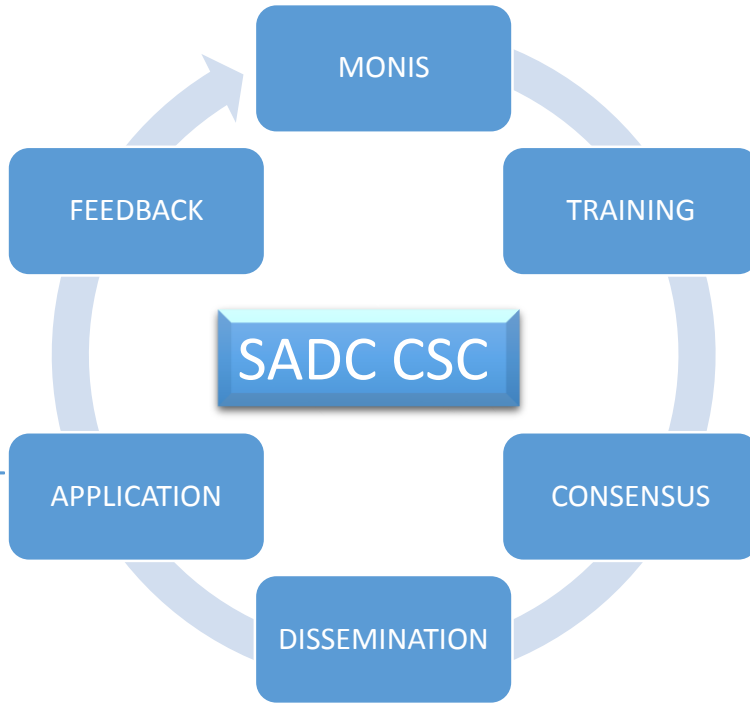 MONIS
TRAINING
CONSENSUS
DISSEMINATION
APPLICATION
FEEDBACK
SADC CSC